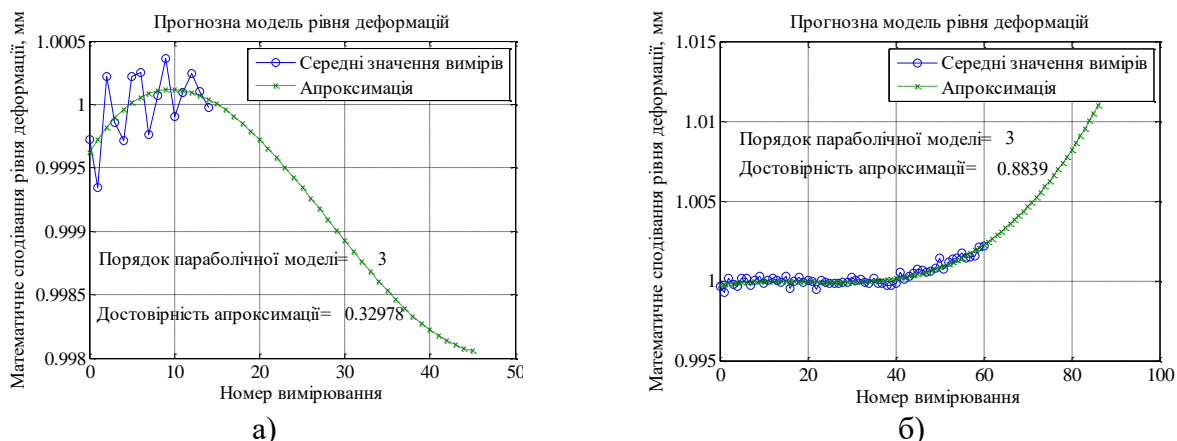 Прогнозна модель рівня деформацій
Математичне сподівання рівня деформації, мм
1.0005
1
0.9995
0.999
0.9985
0.998
Середні значення вимірів
Апроксимація
Порядок параболічної моделі= 3
Достовірність апроксимації= 0.32978
0 10 20 30 40 50
Номер вимірювання
а)
Прогнозна модель рівня деформацій
Математичне сподівання рівня деформації, мм
1.015
1.01
1.005
1
0.995
Середні значення вимірів
Апроксимація
Порядок параболічної моделі= 3
Достовірність апроксимації= 0.8839
0 20 40 60 80 100
Номер вимірювання
б)